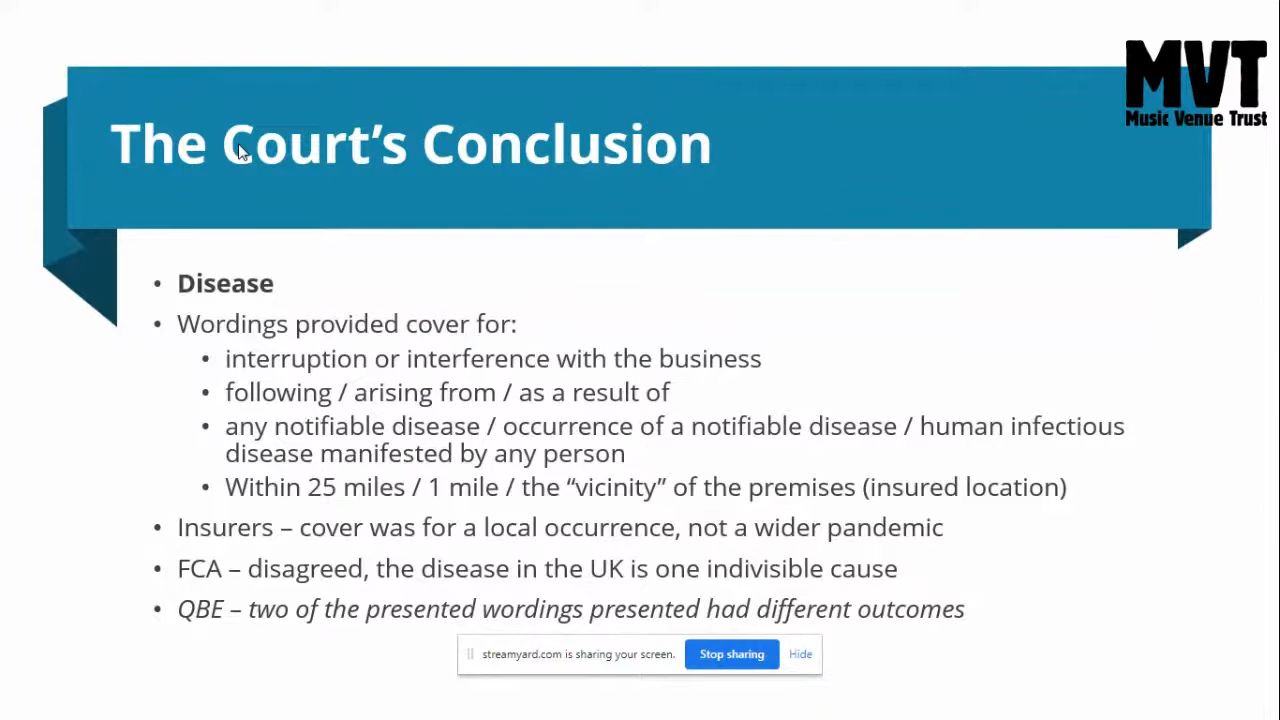 MVT
Music Venue Trust
The Court’s Conclusion
• Disease
• Wordings provided cover for:
• interruption or interference with the business
• following / arising from / as a result of
• any notifiable disease / occurrence of a notifiable disease / human infectious
disease manifested by any person
• Within 25 miles / 1 mile / the “vicinity” of the premises (insured location)
• Insurers – cover was for a local occurrence, not a wider pandemic
• FCA – disagreed, the disease in the UK is one indivisible cause
• QBE – two of the presented wordings presented had different outcomes
streamyard.com is sharing your screen. Stop sharing Hide